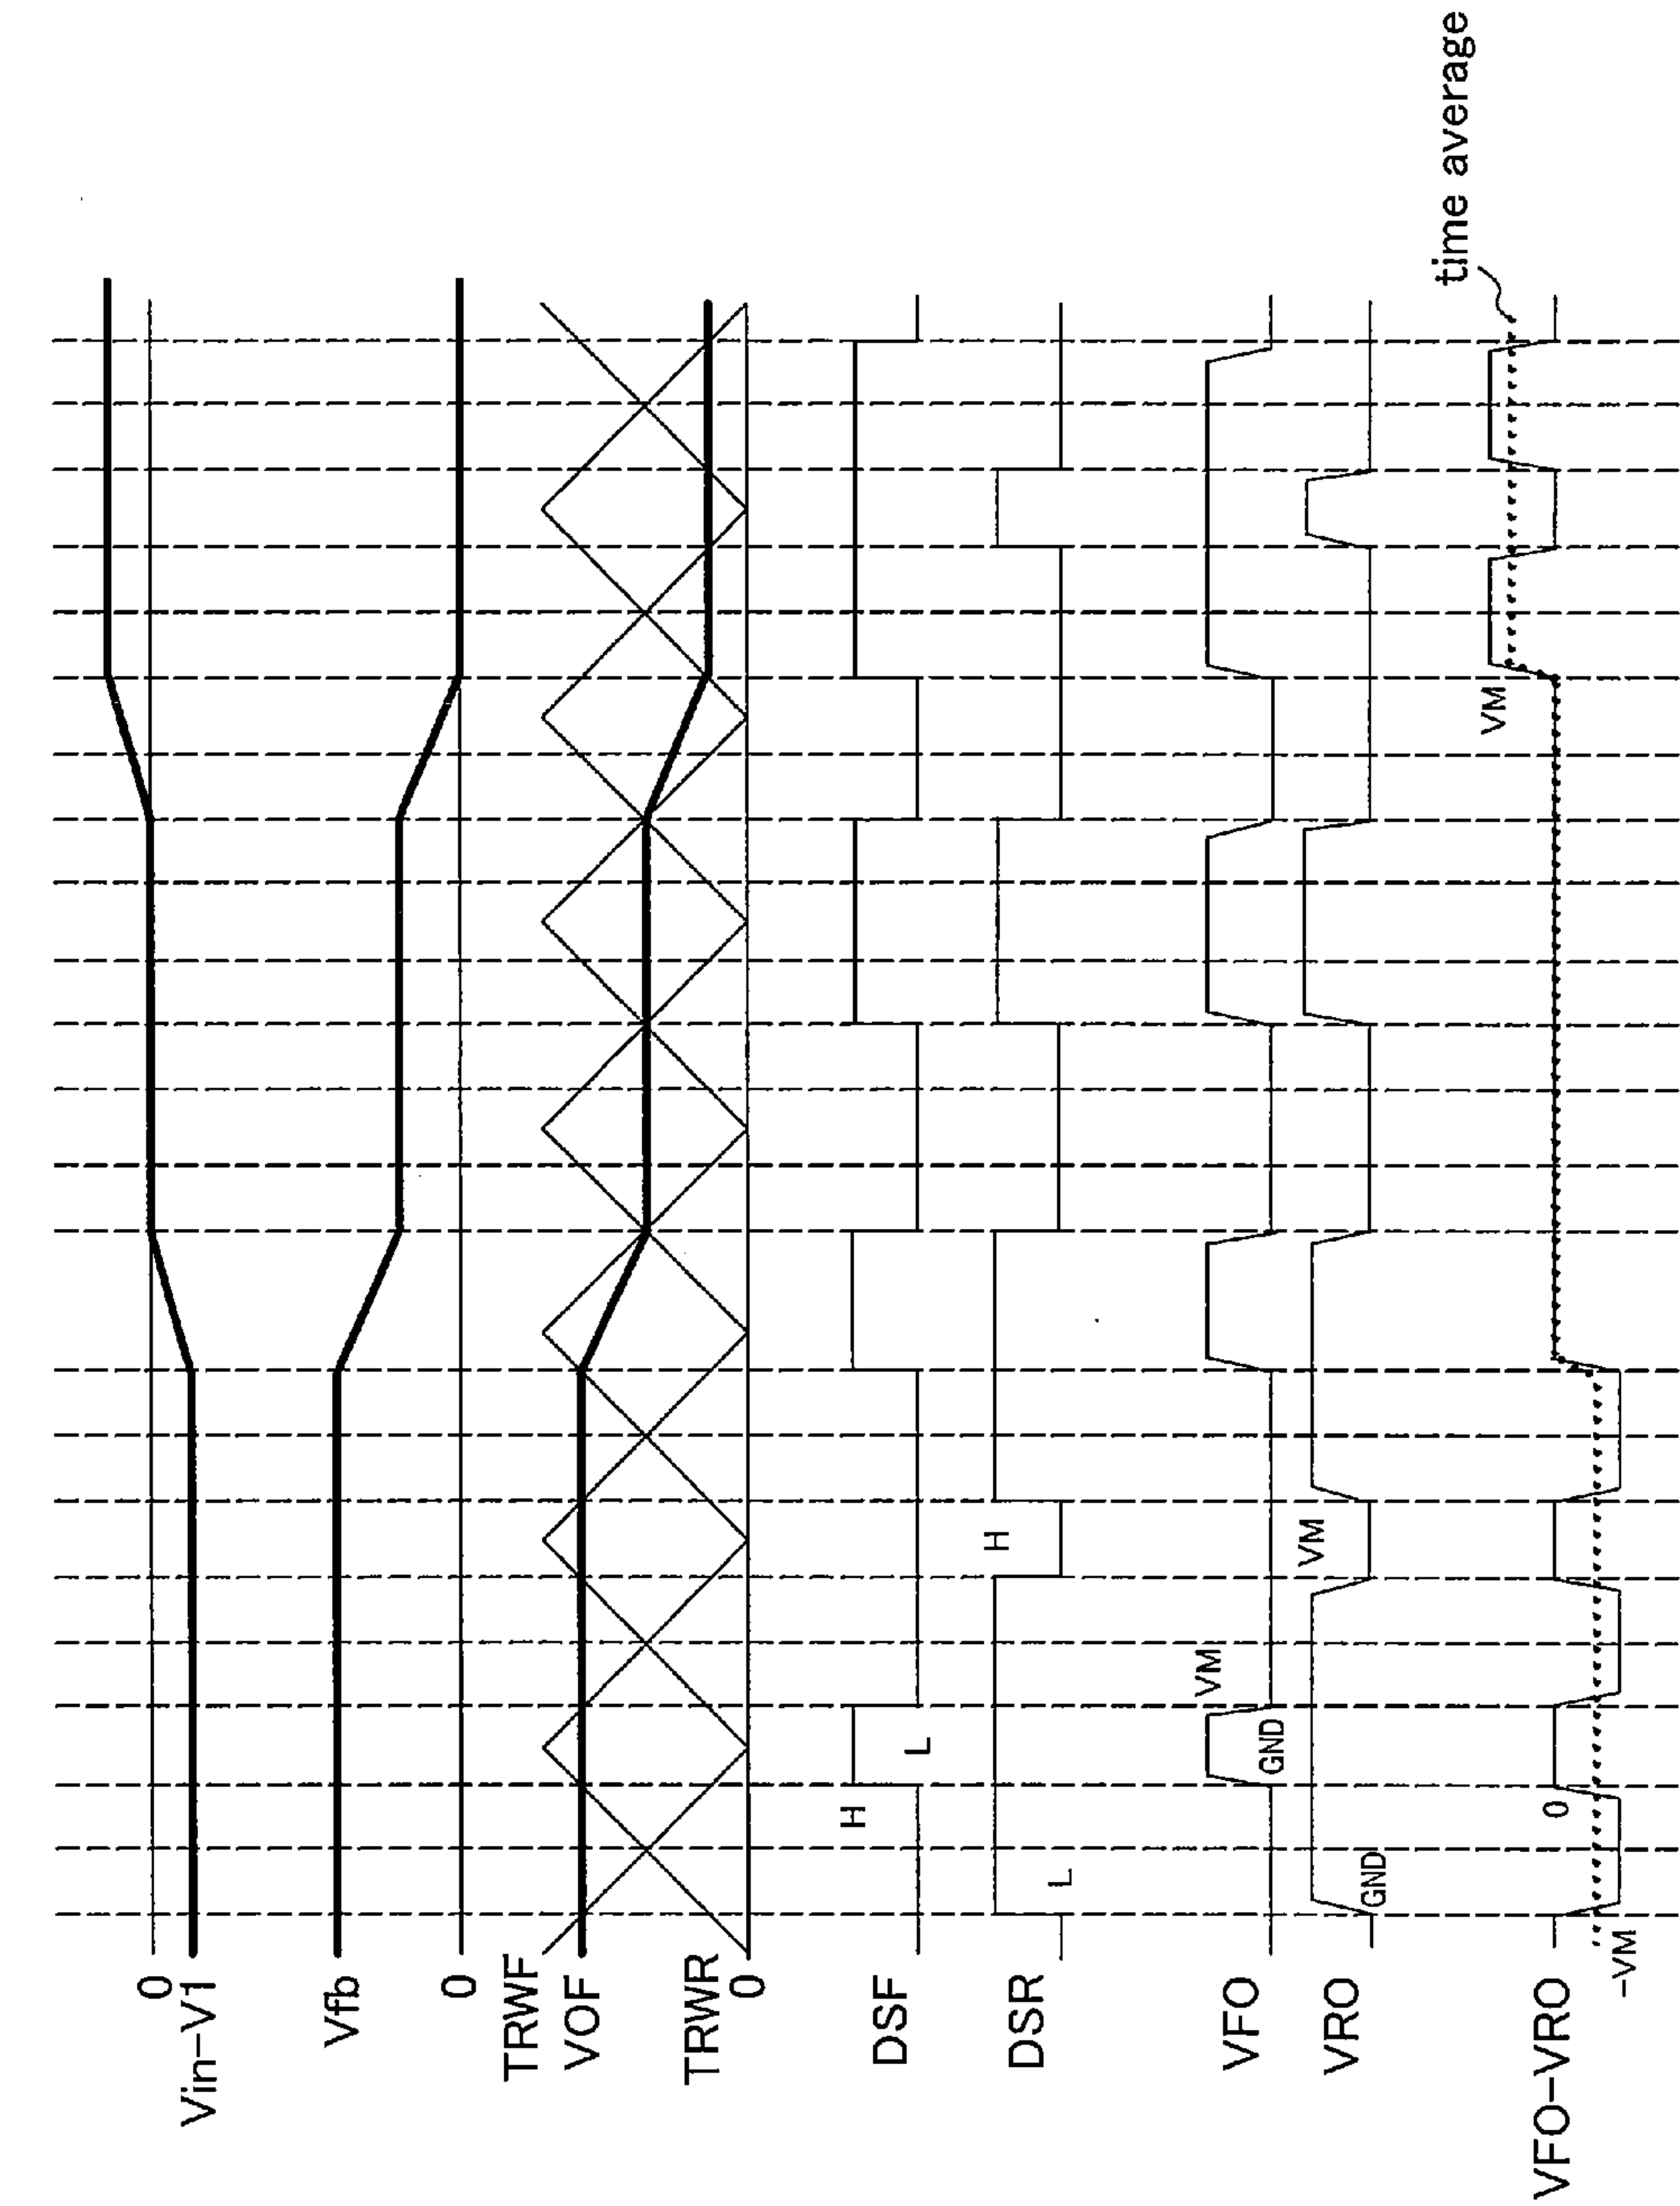 0
Vin-V1
Vfb
0
TRWF
VOF
TRWR
0
DSF
H
L
DSR
H
L
VFO
VM
GND
VRO
VM
GND
VFO-VRO
0
-VM
VM
time average